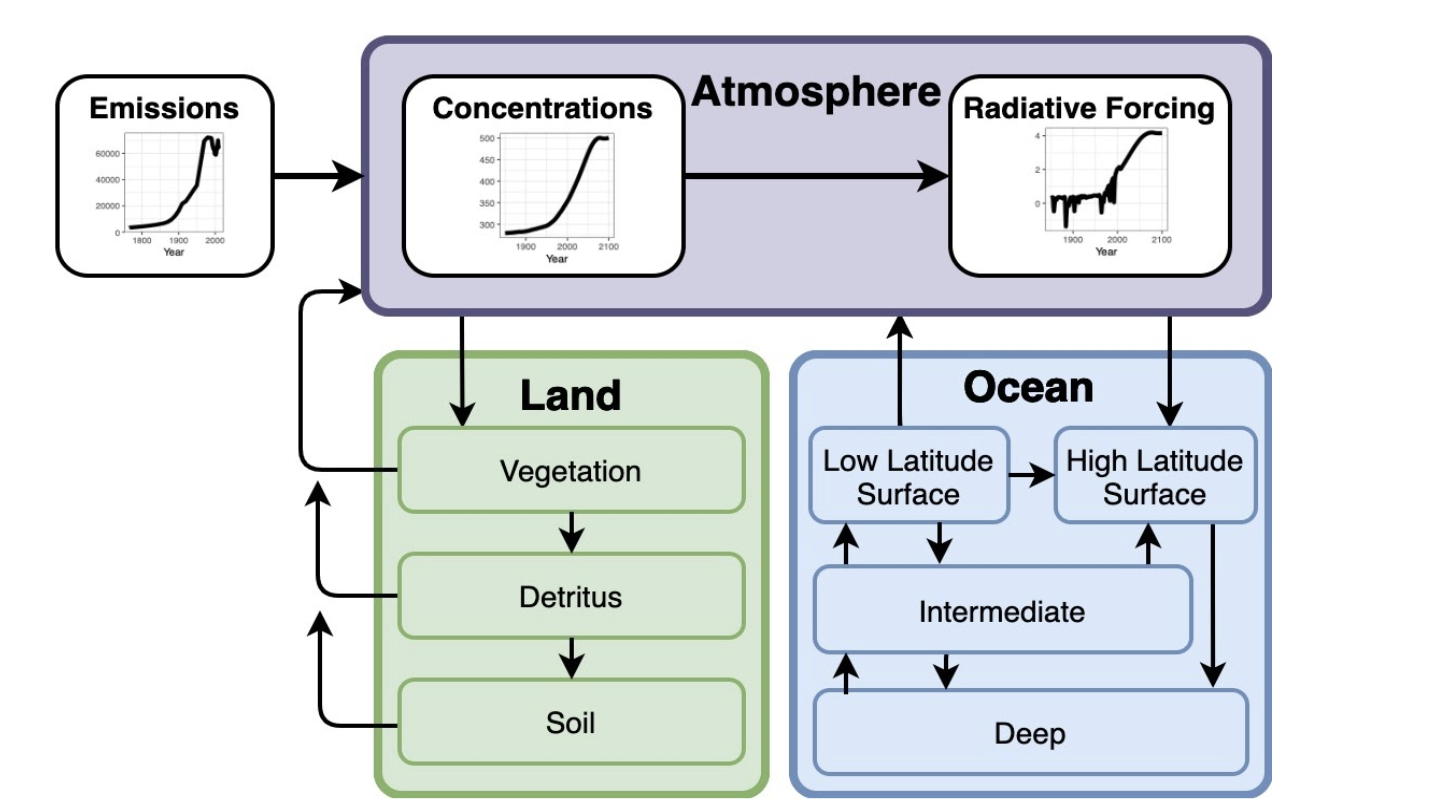 Atmosphere
Emissions
60000
40000
20000
0
1800
1900
2000
Year
Concentrations
500
450
400
350
300
1900
2000
2100
Year
Radiative Forcing
4
2
0
1900
2000
2100
Year
Land
Vegetation
Detritus
Soil
Ocean
Low Latitude
Surface
High Latitude
Surface
Intermediate
Deep